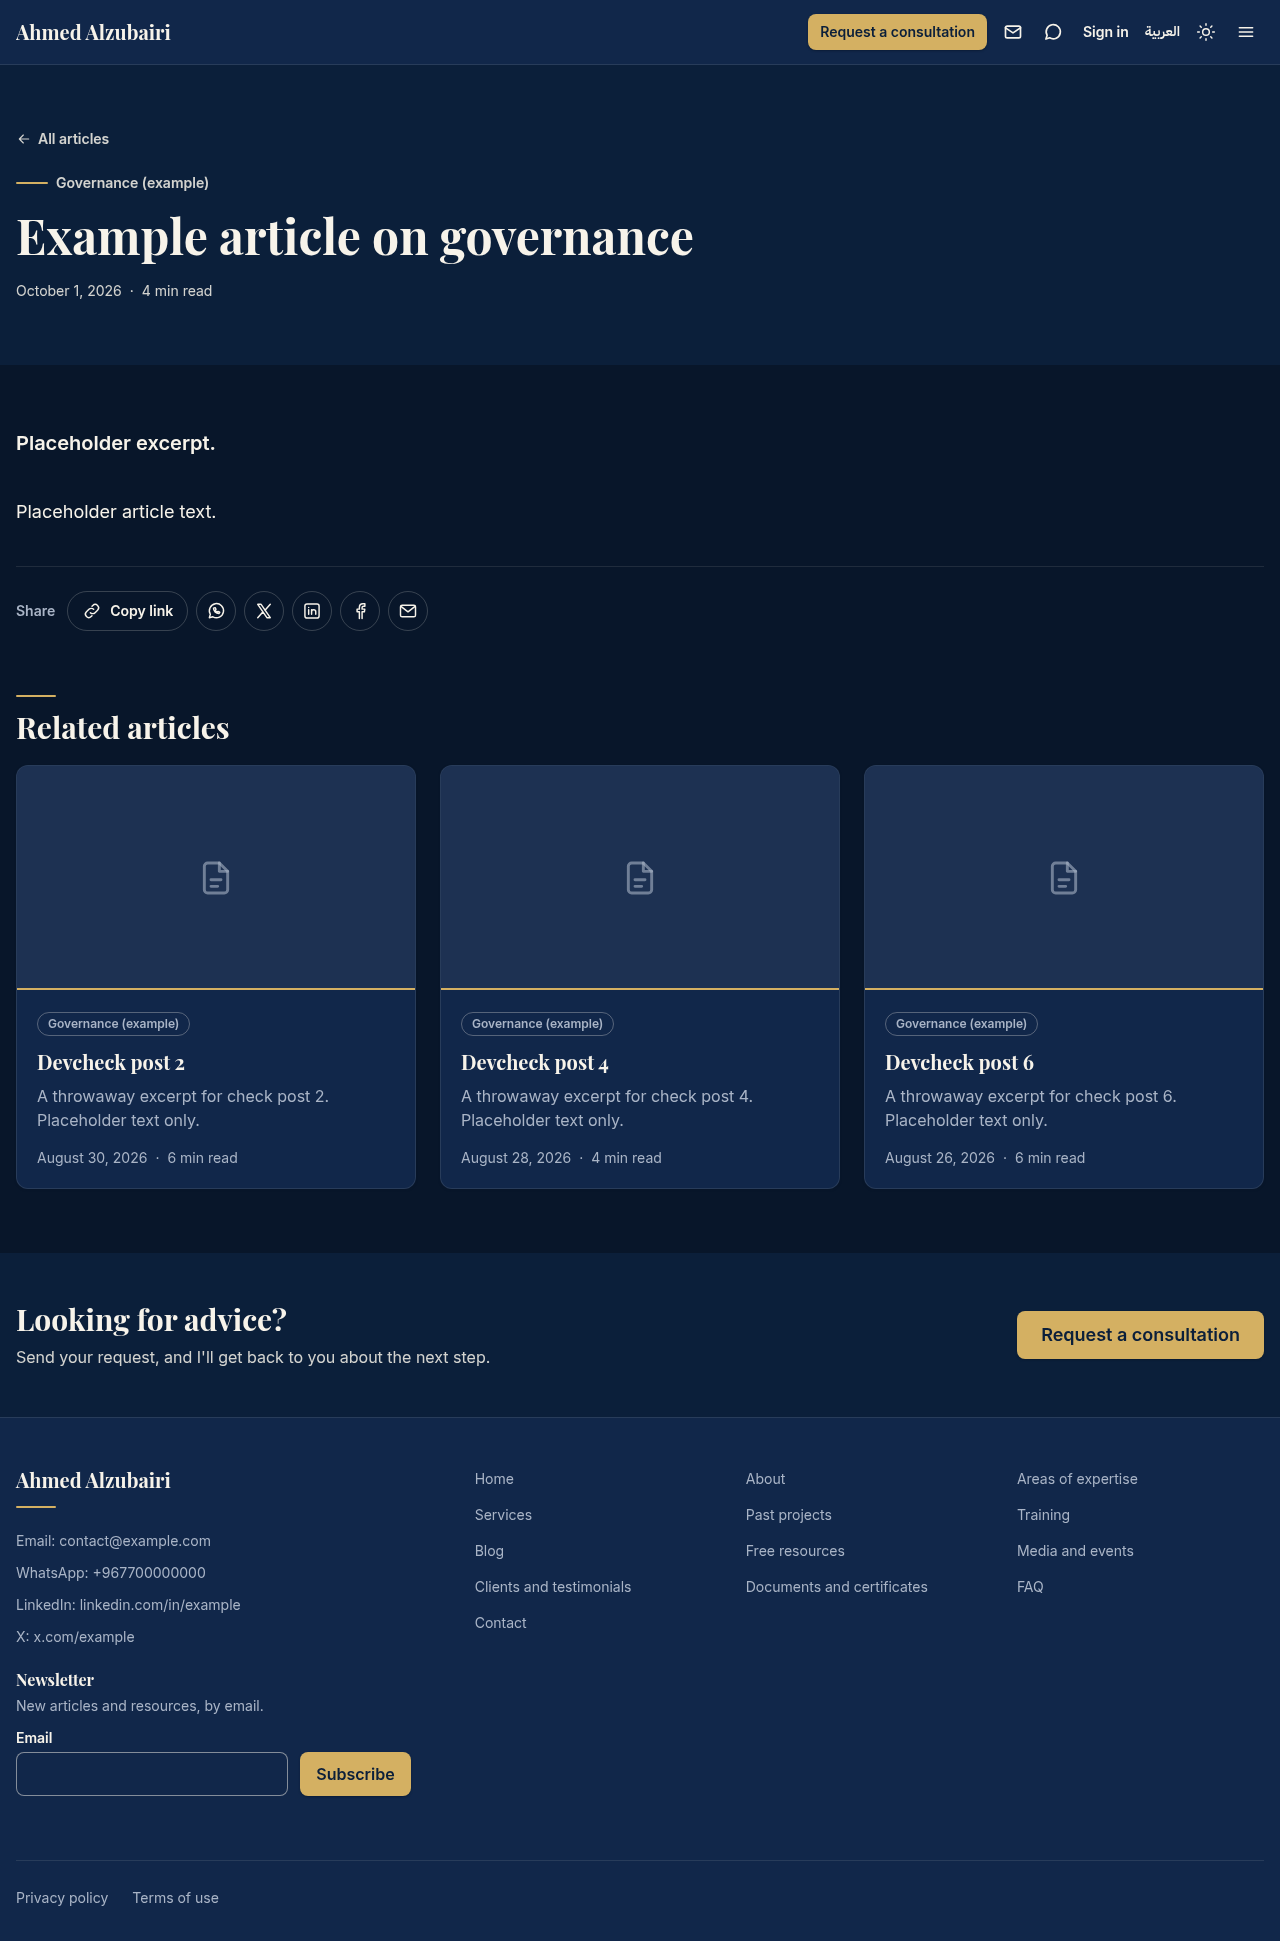 Ahmed Alzubairi
Request a consultation
Sign in
العربية
All articles
Governance (example)
Example article on governance
October 1, 2026 · 4 min read
Placeholder excerpt.
Placeholder article text.
Share
Copy link
Related articles
Governance (example)
Devcheck post 2
A throwaway excerpt for check post 2.
Placeholder text only.
August 30, 2026 · 6 min read
Governance (example)
Devcheck post 4
A throwaway excerpt for check post 4.
Placeholder text only.
August 28, 2026 · 4 min read
Governance (example)
Devcheck post 6
A throwaway excerpt for check post 6.
Placeholder text only.
August 26, 2026 · 6 min read
Looking for advice?
Send your request, and I'll get back to you about the next step.
Request a consultation
Ahmed Alzubairi
Email: contact@example.com
WhatsApp: +967700000000
LinkedIn: linkedin.com/in/example
X: x.com/example
Newsletter
New articles and resources, by email.
Email
Subscribe
Home
About
Areas of expertise
Services
Past projects
Training
Blog
Free resources
Media and events
Clients and testimonials
Documents and certificates
FAQ
Contact
Privacy policy
Terms of use